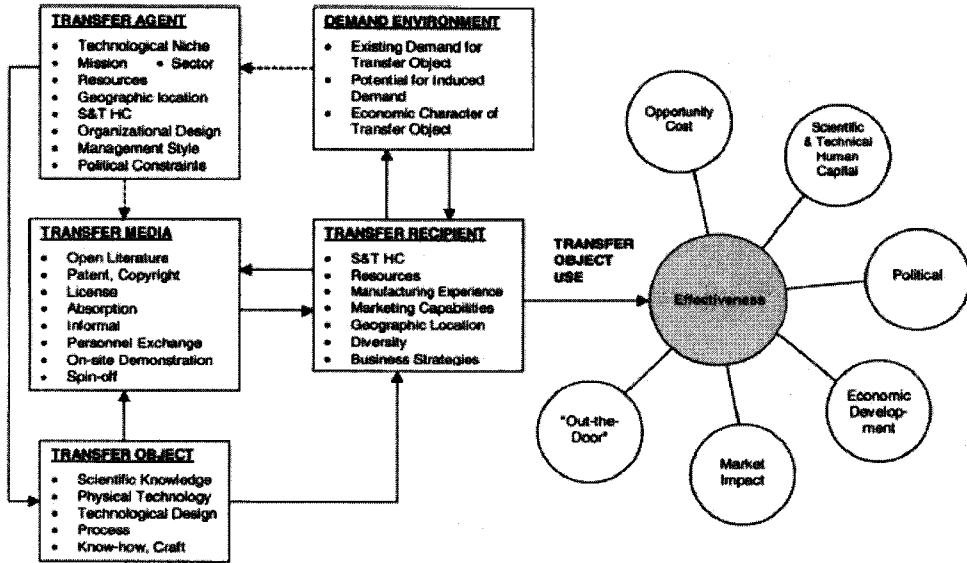 TRANSFER AGENT
• Technological Niche
• Mission • Sector
• Resources
• Geographic location
• S&T HC
• Organizational Design
• Management Style
• Political Constraints
DEMAND ENVIRONMENT
• Existing Demand for
Transfer Object
• Potential for Induced
Demand
• Economic Character of
Transfer Object
TRANSFER MEDIA
• Open Literature
• Patent, Copyright
• License
• Absorption
• Informal
• Personnel Exchange
• On-site Demonstration
• Spin-off
TRANSFER RECIPIENT
• S&T HC
• Resources
• Manufacturing Experience
• Marketing Capabilities
• Geographic Location
• Diversity
• Business Strategies
TRANSFER OBJECT
• Scientific Knowledge
• Physical Technology
• Technological Design
• Process
• Know-how, Craft
TRANSFER
OBJECT
USE
Effectiveness
Opportunity
Cost
Scientific
& Technical
Human
Capital
Political
Economic
Develop-
ment
Market
Impact
"Out-the-
Door"